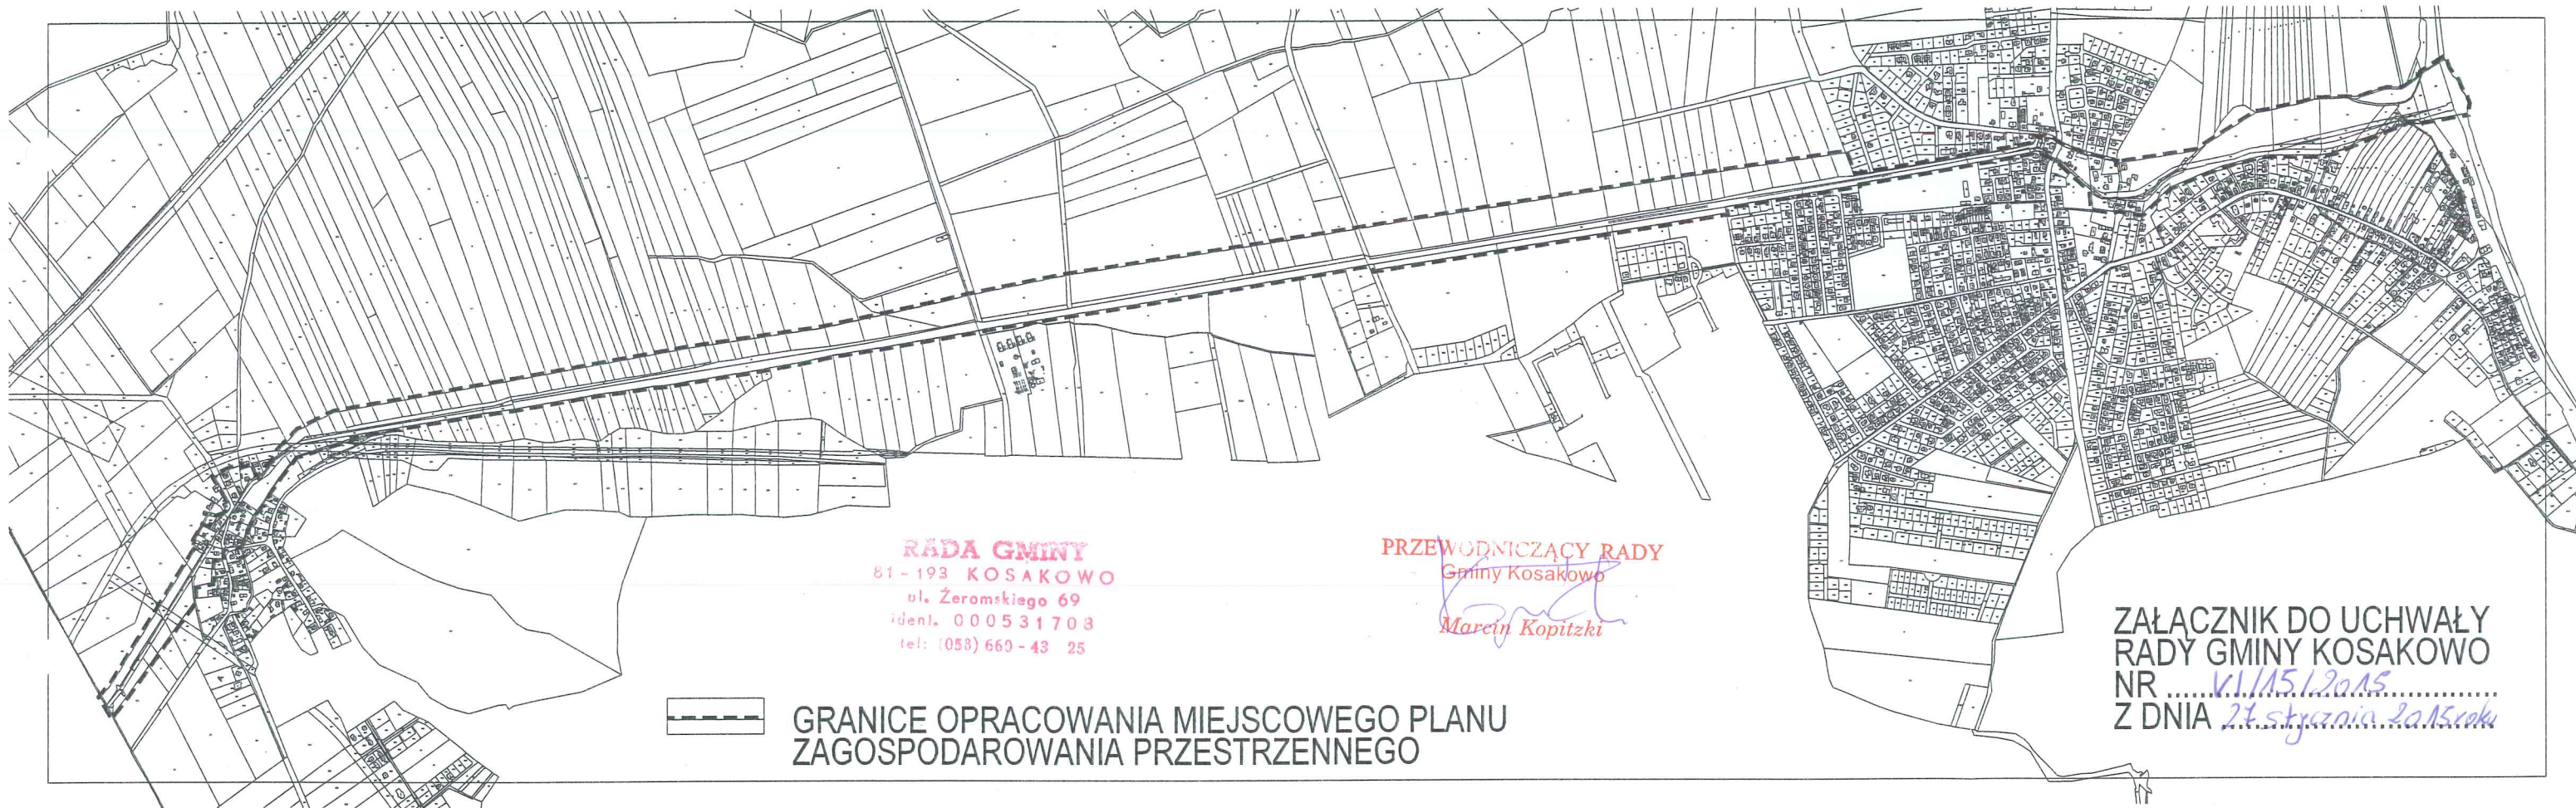 RADA GMINY
81-193 KOSAKOWO
ul. Żeromskiego 69
ident. 000531708
tel: (058) 660-43 25
PRZEWODNICZĄCY RADY
Gminy Kosakowo
Marcin Kopitzki
GRANICE OPRACOWANIA MIEJSCOWEGO PLANU
ZAGOSPODAROWANIA PRZESTRZENNEGO
ZAŁĄCZNIK DO UCHWAŁY
RADY GMINY KOSAKOWO
NR ..... VI/15/2015 .....
Z DNIA 27 stycznia 2015 roku